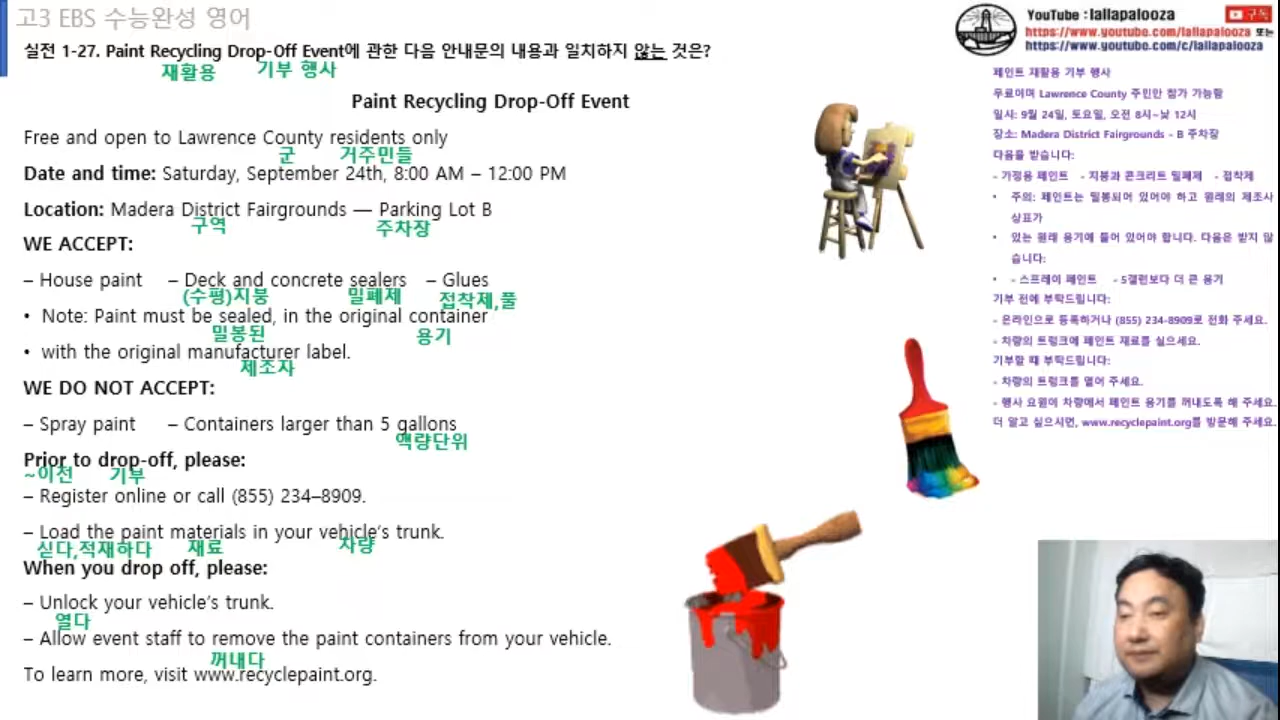 고3 EBS 수능완성 영어
실전 1-27. Paint Recycling Drop-Off Event에 관한 다음 안내문의 내용과 일치하지 않는 것은?
재활용 기부 행사
Paint Recycling Drop-Off Event
Free and open to Lawrence County residents only
군 거주민들
Date and time: Saturday, September 24th, 8:00 AM – 12:00 PM
Location: Madera District Fairgrounds — Parking Lot B
구역 주차장
WE ACCEPT:
– House paint – Deck and concrete sealers – Glues
(수평)지붕 밀폐제 접착제,풀
• Note: Paint must be sealed, in the original container
밀봉된 용기
• with the original manufacturer label.
제조자
WE DO NOT ACCEPT:
– Spray paint – Containers larger than 5 gallons
액량단위
Prior to drop-off, please:
~이전 기부
– Register online or call (855) 234–8909.
– Load the paint materials in your vehicle's trunk.
싣다,적재하다 재료 차량
When you drop off, please:
– Unlock your vehicle's trunk.
열다
– Allow event staff to remove the paint containers from your vehicle.
꺼내다
To learn more, visit www.recyclepaint.org.
YouTube : lallapalooza 구독
https://www.youtube.com/lallapalooza 또는
https://www.youtube.com/c/lallapalooza
페인트 재활용 기부 행사
무료이며 Lawrence County 주민만 참가 가능함
일시: 9월 24일, 토요일, 오전 8시~낮 12시
장소: Madera District Fairgrounds - B 주차장
다음을 받습니다:
- 가정용 페인트 - 지붕과 콘크리트 밀폐제 - 접착제
• 주의: 페인트는 밀봉되어 있어야 하고 원래의 제조사
상표가
• 있는 원래 용기에 들어 있어야 합니다. 다음은 받지 않
습니다:
• - 스프레이 페인트 - 5갤런보다 더 큰 용기
기부 전에 부탁드립니다:
- 온라인으로 등록하거나 (855) 234-8909로 전화 주세요.
- 차량의 트렁크에 페인트 재료를 실으세요.
기부할 때 부탁드립니다:
- 차량의 트렁크를 열어 주세요.
- 행사 요원이 차량에서 페인트 용기를 꺼내도록 해 주세요.
더 알고 싶으시면, www.recyclepaint.org를 방문해 주세요.